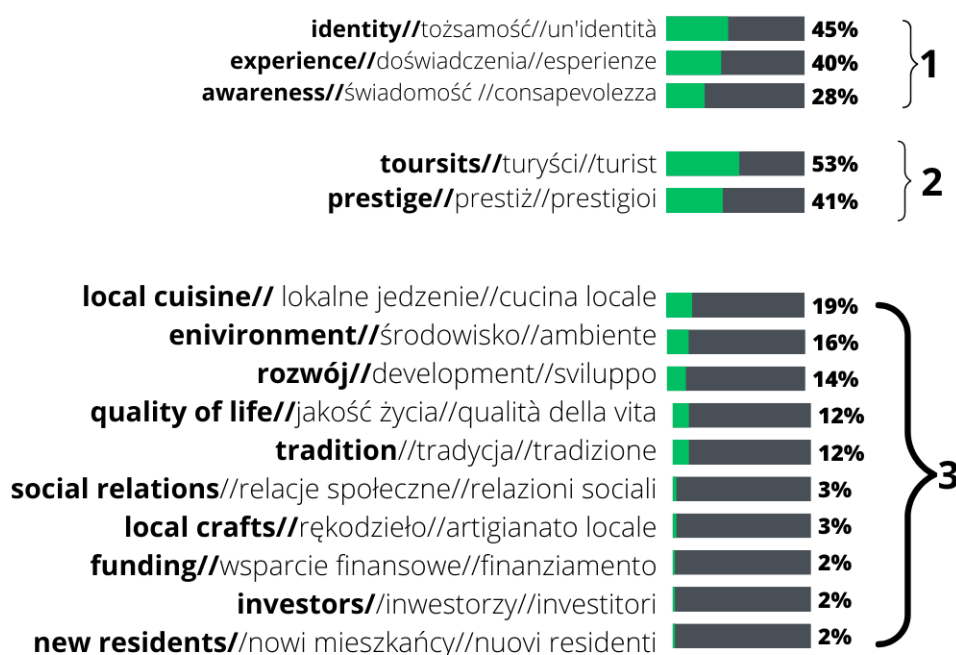 identity//tożsamość//un'identità 45%
experience//doświadczenia//esperienze 40%
awareness//świadomość //consapevolezza 28%
1
toursits//turyści//turist 53%
prestige//prestiż//prestigioi 41%
2
local cuisine// lokalne jedzenie//cucina locale 19%
enivironment//środowisko//ambiente 16%
rozwój//development//sviluppo 14%
quality of life//jakość życia//qualità della vita 12%
tradition//tradycja//tradizione 12%
social relations//relacje społeczne//relazioni sociali 3%
local crafts//rękodzieło//artigianato locale 3%
funding//wsparcie finansowe//finanziamento 2%
investors//inwestorzy//investitori 2%
new residents//nowi mieszkańcy//nuovi residenti 2%
3